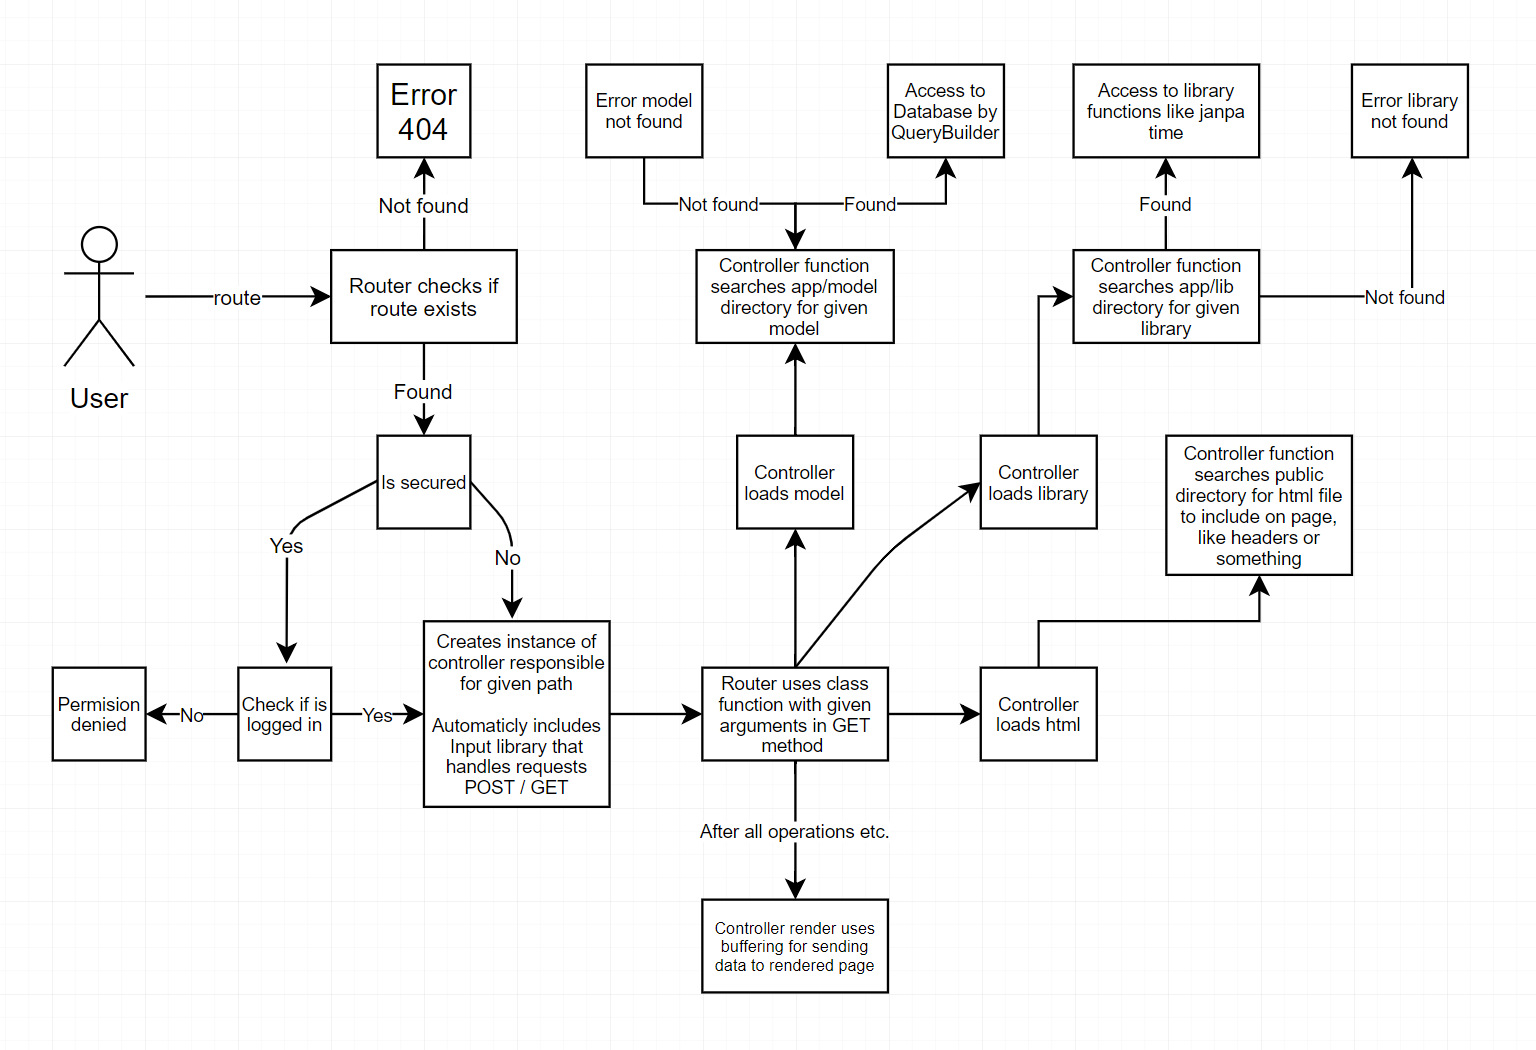 Error
404
Error model
not found
Access to
Database by
QueryBuilder
Access to library
functions like janpa
time
Error library
not found
Not found
Not found
Found
Found
User
route
Router checks if
route exists
Controller function
searches app/model
directory for given
model
Controller function
searches app/lib
directory for given
library
Not found
Found
Is secured
Controller
loads model
Controller
loads library
Controller function
searches public
directory for html file
to include on page,
like headers or
something
Yes
No
Permision
denied
No
Check if is
logged in
Yes
Creates instance of
controller responsible
for given path
Automaticly includes
Input library that
handles requests
POST / GET
Router uses class
function with given
arguments in GET
method
Controller
loads html
After all operations etc.
Controller render uses
buffering for sending
data to rendered page